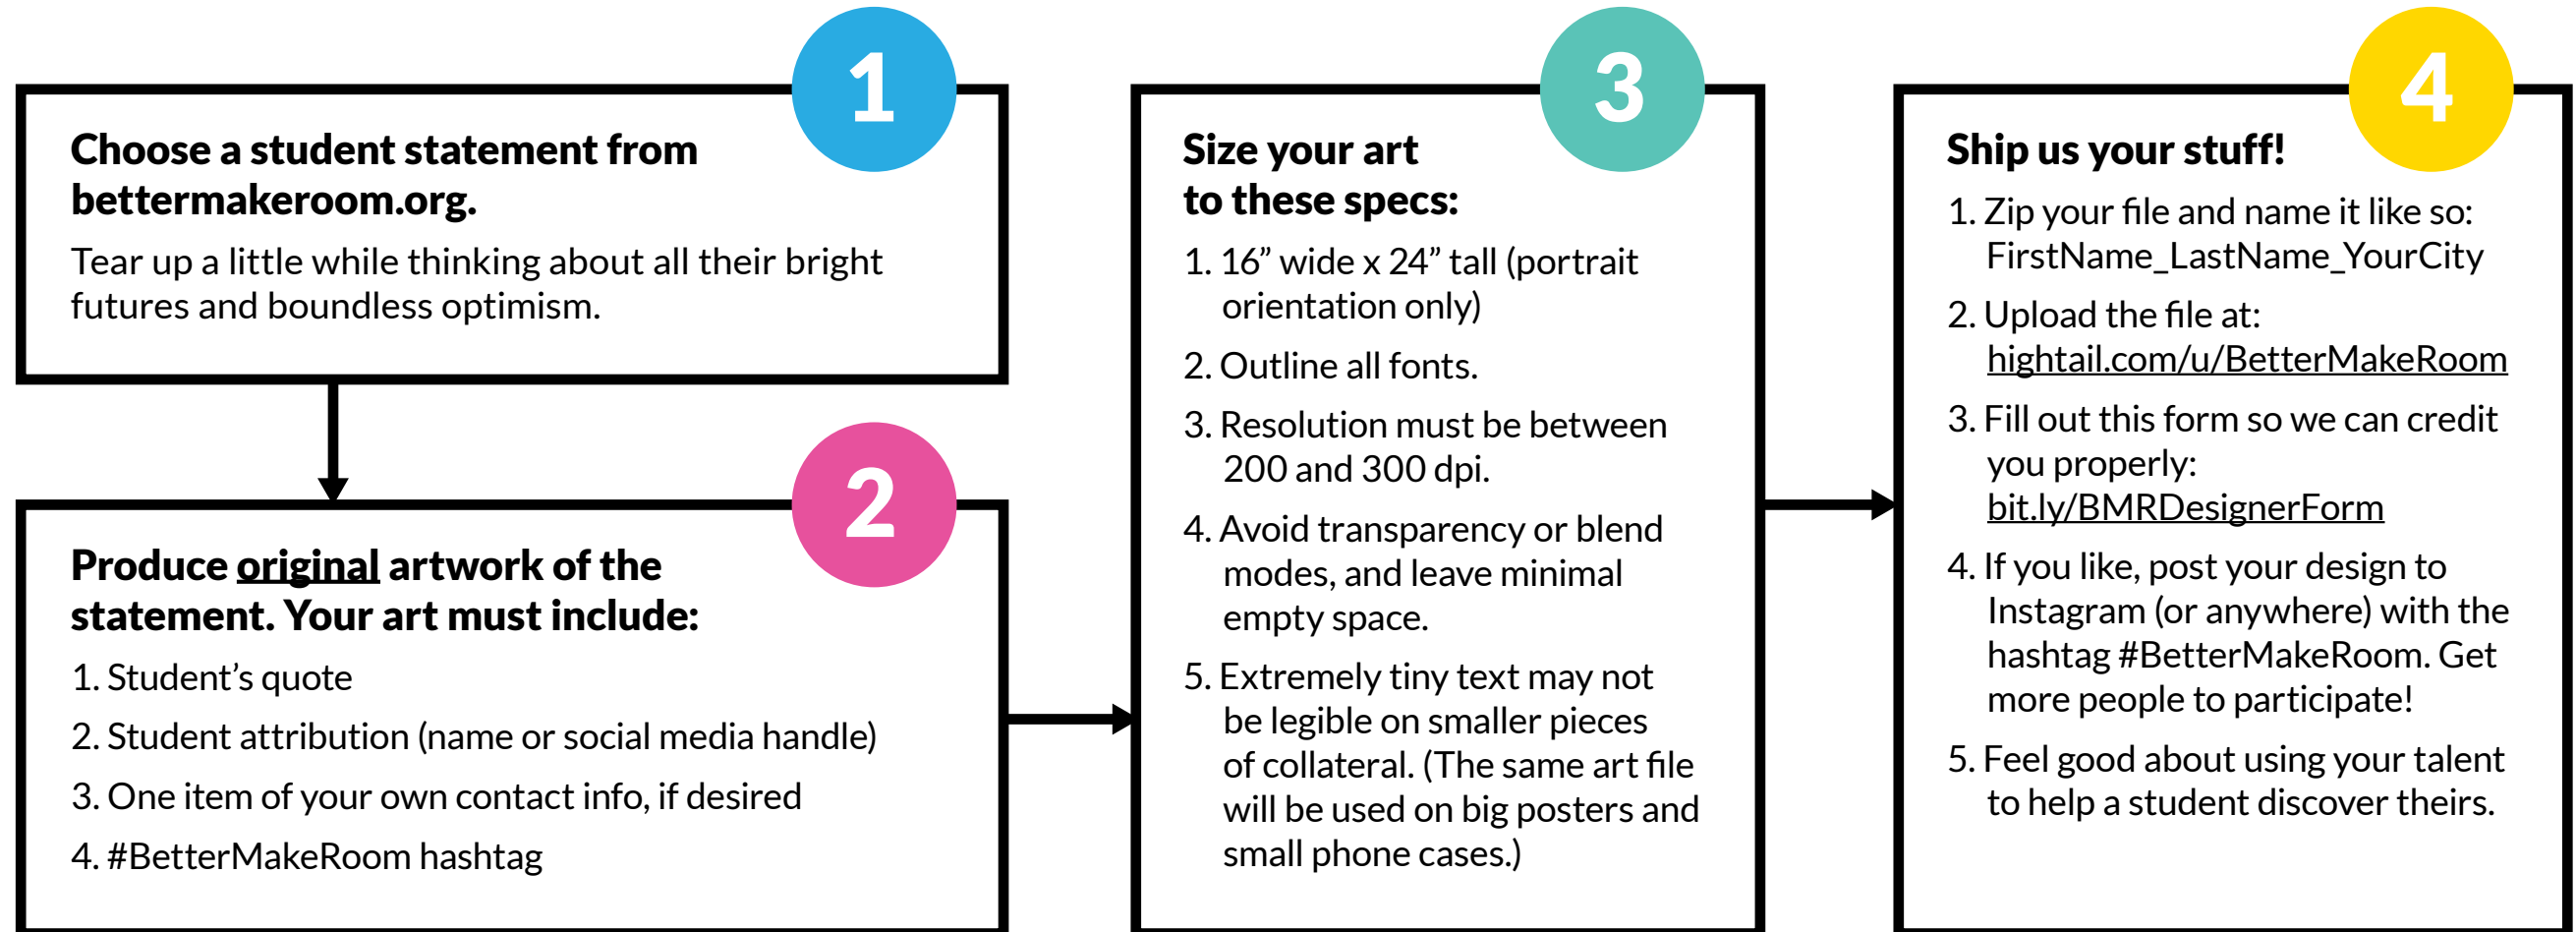 1
Choose a student statement from
bettermakeroom.org.
Tear up a little while thinking about all their bright
futures and boundless optimism.
2
Produce original artwork of the
statement. Your art must include:
1. Student’s quote
2. Student attribution (name or social media handle)
3. One item of your own contact info, if desired
4. #BetterMakeRoom hashtag
3
Size your art
to these specs:
1. 16” wide x 24” tall (portrait
orientation only)
2. Outline all fonts.
3. Resolution must be between
200 and 300 dpi.
4. Avoid transparency or blend
modes, and leave minimal
empty space.
5. Extremely tiny text may not
be legible on smaller pieces
of collateral. (The same art file
will be used on big posters and
small phone cases.)
4
Ship us your stuff!
1. Zip your file and name it like so:
FirstName_LastName_YourCity
2. Upload the file at:
hightail.com/u/BetterMakeRoom
3. Fill out this form so we can credit
you properly:
bit.ly/BMRDesignerForm
4. If you like, post your design to
Instagram (or anywhere) with the
hashtag #BetterMakeRoom. Get
more people to participate!
5. Feel good about using your talent
to help a student discover theirs.